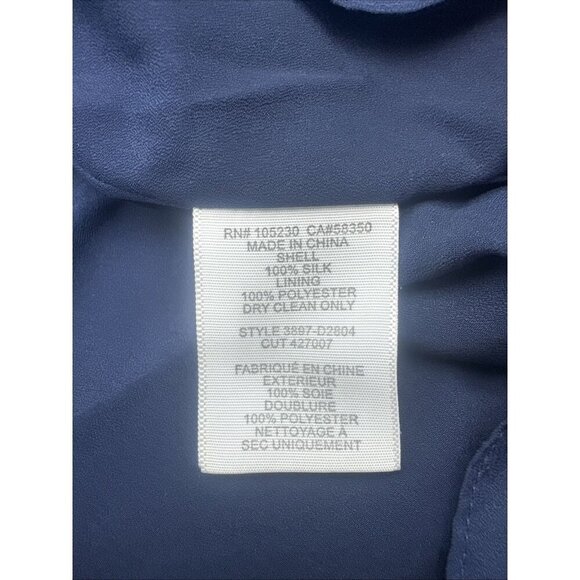 RN# 105230 CA#58350
MADE IN CHINA
SHELL
100% SILK
LINING
100% POLYESTER
DRY CLEAN ONLY
STYLE 3897-D2804
CUT 427007
FABRIQUÉ EN CHINE
EXTERIEUR
100% SOIE
DOUBLURE
100% POLYESTER
NETTOYAGE À
SEC UNIQUEMENT